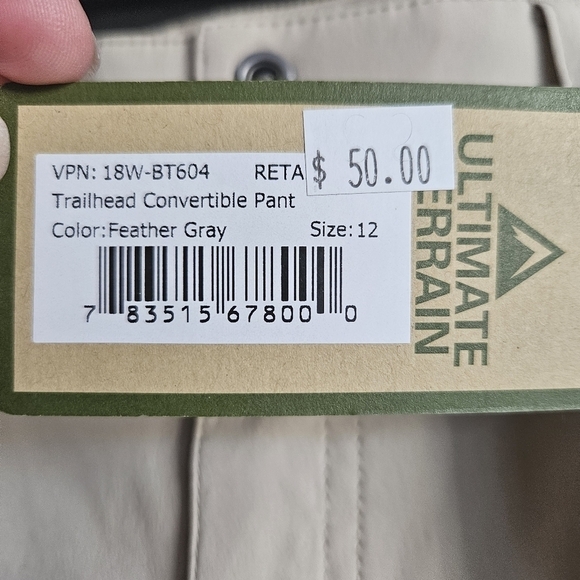 VPN: 18W-BT604 RETA
$ 50.00
Trailhead Convertible Pant
Color:Feather Gray Size:12
7 83515 67800 0
ULTIMATE
ERRAIN